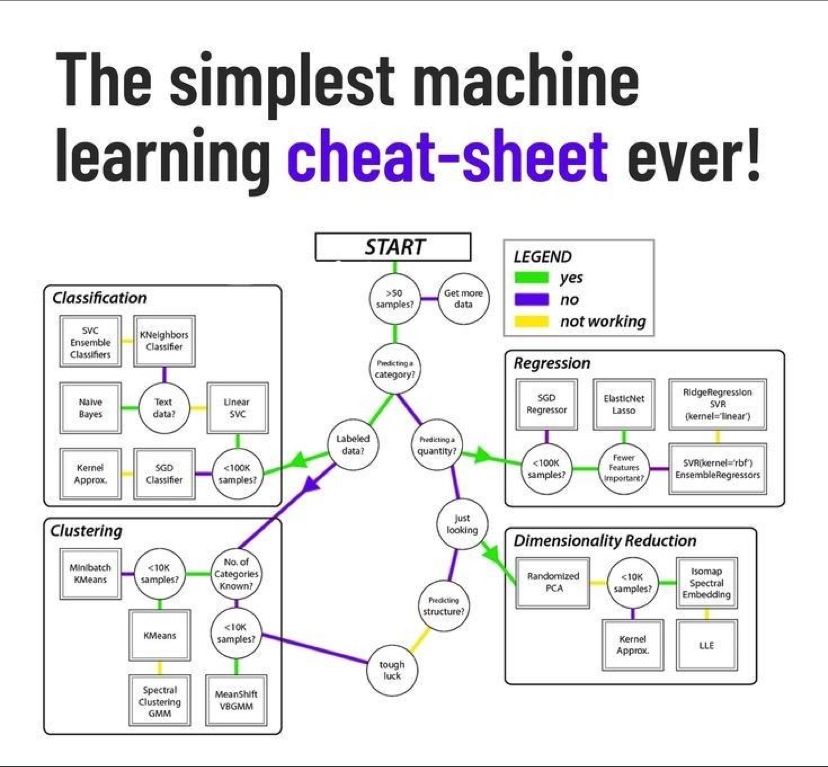 The simplest machine
learning cheat-sheet ever!
START
>50
samples?
Get more
data
LEGEND
yes
no
not working
Predicting a
category?
Labeled
data?
Predicting a
quantity?
Just
looking
Predicting
structure?
tough
luck
Classification
SVC
Ensemble
Classifiers
KNeighbors
Classifier
Naive
Bayes
Text
data?
Linear
SVC
Kernel
Approx.
SGD
Classifier
<100K
samples?
Regression
SGD
Regressor
ElasticNet
Lasso
RidgeRegression
SVR
(kernel='linear')
<100K
samples?
Fewer
Features
Important?
SVR(kernel='rbf')
EnsembleRegressors
Clustering
Minibatch
KMeans
<10K
samples?
No. of
Categories
Known?
KMeans
<10K
samples?
Spectral
Clustering
GMM
MeanShift
VBGMM
Dimensionality Reduction
Randomized
PCA
<10K
samples?
Isomap
Spectral
Embedding
Kernel
Approx.
LLE